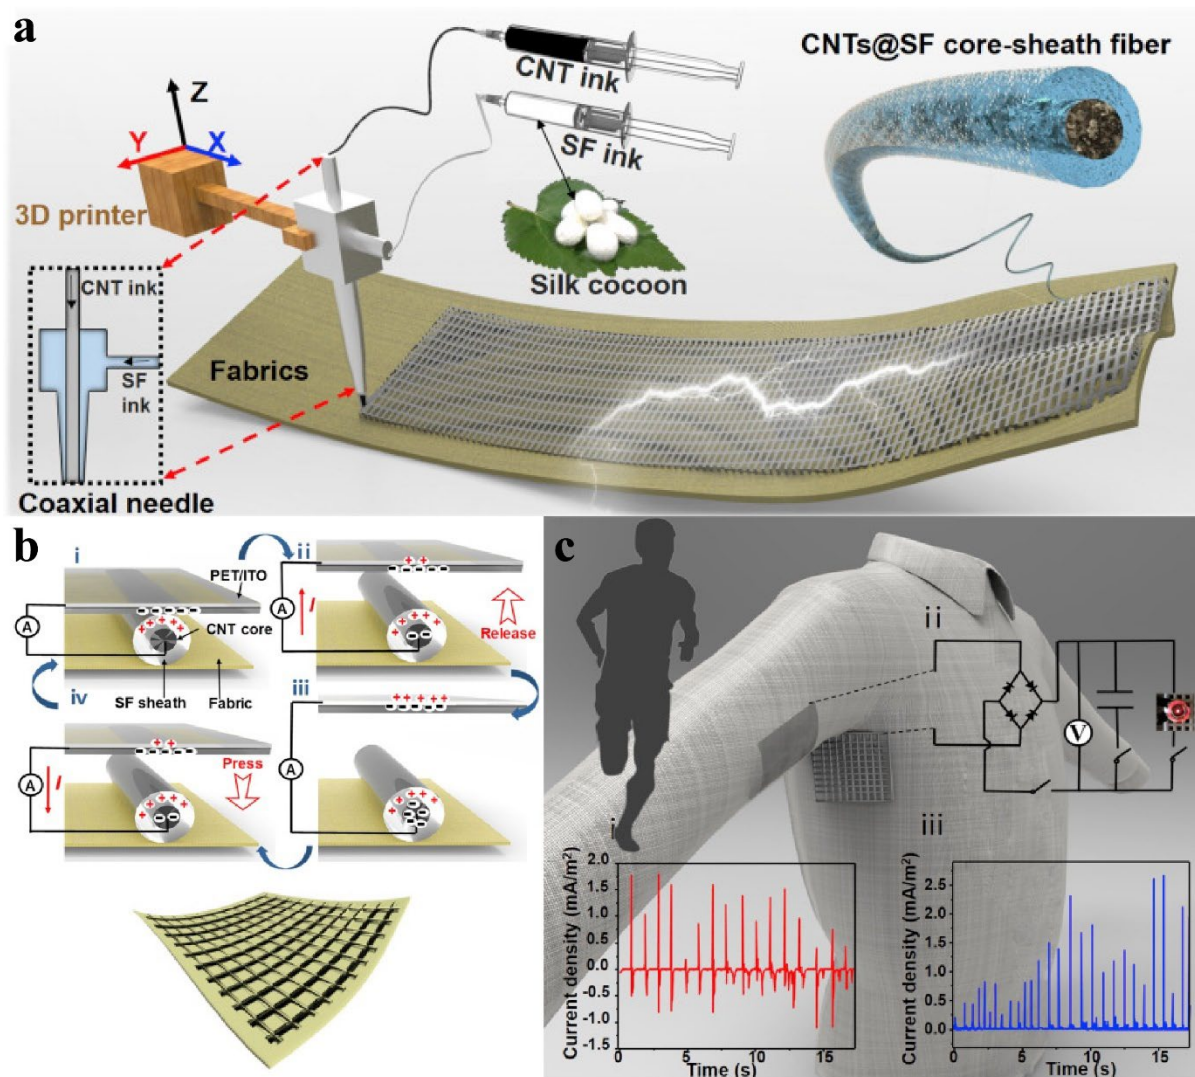 a
CNT ink
SF ink
Silk cocoon
CNTs@SF core-sheath fiber
Z
Y
X
3D printer
CNT ink
SF
ink
Coaxial needle
Fabrics
b
i
PET/ITO
A
CNT core
SF sheath
Fabric
ii
A
I
Release
iii
A
iv
A
I
Press
c
i
Current density (mA/m²)
2.0
1.5
1.0
0.5
0.0
-0.5
-1.0
-1.5
0
5
10
15
Time (s)
ii
V
iii
Current density (mA/m²)
2.5
2.0
1.5
1.0
0.5
0.0
0
5
10
15
Time (s)